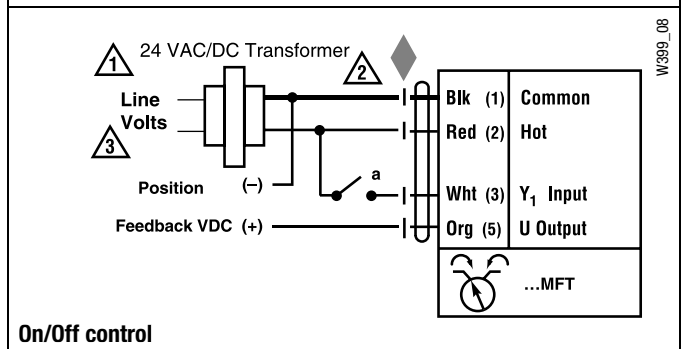 W399_08
1 24 VAC/DC Transformer 2
Line
Volts
3
Position (–)
Feedback VDC (+)
a
Blk (1) Common
Red (2) Hot
Wht (3) Y₁ Input
Org (5) U Output
...MFT
On/Off control